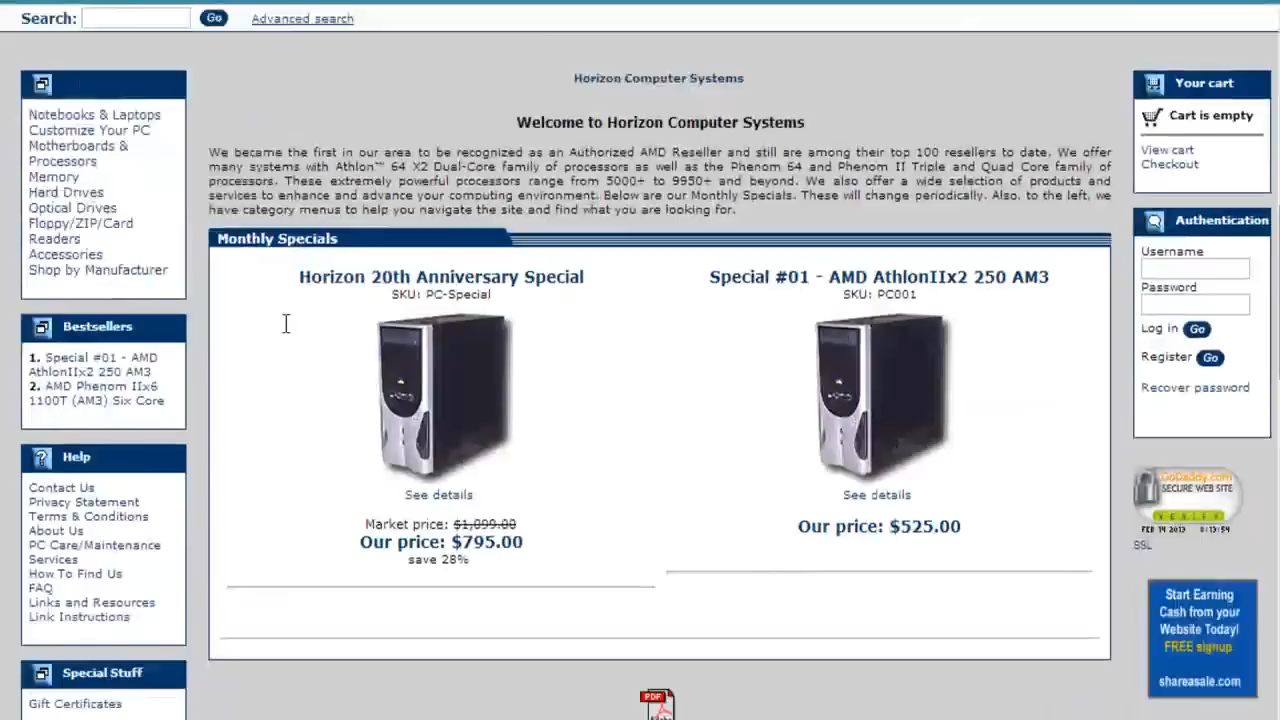 Search:
Go
Advanced search
Notebooks & Laptops
Customize Your PC
Motherboards &
Processors
Memory
Hard Drives
Optical Drives
Floppy/ZIP/Card
Readers
Accessories
Shop by Manufacturer
Bestsellers
1. Special #01 - AMD
AthlonIIx2 250 AM3
2. AMD Phenom IIx6
1100T (AM3) Six Core
Help
Contact Us
Privacy Statement
Terms & Conditions
About Us
PC Care/Maintenance
Services
How To Find Us
FAQ
Links and Resources
Link Instructions
Special Stuff
Gift Certificates
Horizon Computer Systems
Welcome to Horizon Computer Systems
We became the first in our area to be recognized as an Authorized AMD Reseller and still are among their top 100 resellers to date. We offer
many systems with Athlon™ 64 X2 Dual-Core family of processors as well as the Phenom 64 and Phenom II Triple and Quad Core family of
processors. These extremely powerful processors range from 5000+ to 9950+ and beyond. We also offer a wide selection of products and
services to enhance and advance your computing environment. Below are our Monthly Specials. These will change periodically. Also, to the left, we
have category menus to help you navigate the site and find what you are looking for.
Monthly Specials
Horizon 20th Anniversary Special
SKU: PC-Special
See details
Market price: $1,099.00
Our price: $795.00
save 28%
Special #01 - AMD AthlonIIx2 250 AM3
SKU: PC001
See details
Our price: $525.00
PDF
Your cart
Cart is empty
View cart
Checkout
Authentication
Username
Password
Log in Go
Register Go
Recover password
GoDaddy.com
SECURE WEB SITE
VERIFY
SSL
Start Earning
Cash from your
Website Today!
FREE signup
shareasale.com